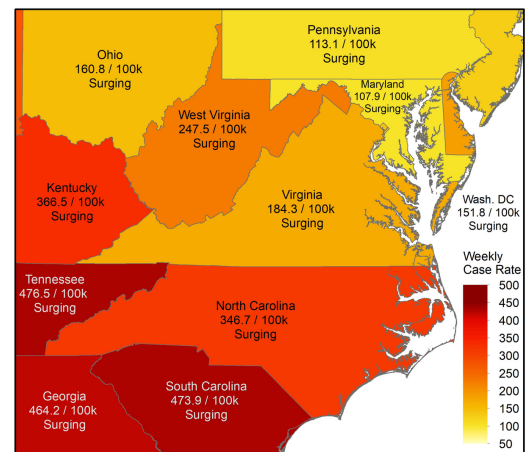 Pennsylvania
113.1 / 100k
Surging
Ohio
160.8 / 100k
Surging
Maryland
107.9 / 100k
Surging
West Virginia
247.5 / 100k
Surging
Kentucky
366.5 / 100k
Surging
Virginia
184.3 / 100k
Surging
Wash. DC
151.8 / 100k
Surging
Tennessee
476.5 / 100k
Surging
North Carolina
346.7 / 100k
Surging
Georgia
464.2 / 100k
Surging
South Carolina
473.9 / 100k
Surging
Weekly
Case Rate
500
450
400
350
300
250
200
150
100
50